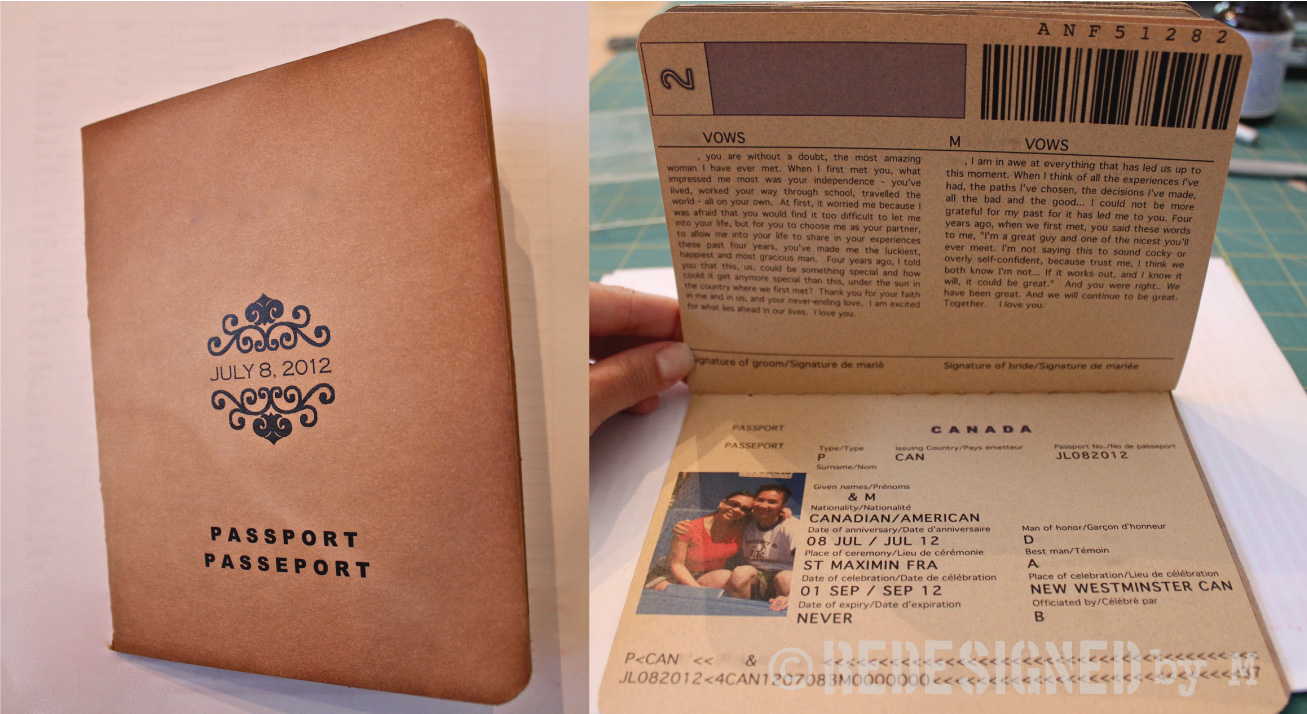 JULY 8, 2012
PASSPORT
PASSEPORT
ANF51282
2
VOWS
, you are without a doubt, the most amazing
woman I have ever met. When I first met you, what
impressed me most was your independence - you've
lived, worked your way through school, travelled the
world - all on your own. At first, it worried me because I
was afraid that you would find it too difficult to let me
into your life, but for you to choose me as your partner,
to allow me into your life to share in your experiences
these past four years, you've made me the luckiest,
happiest and most gracious man. Four years ago, I told
you that this, us, could be something special and how
could it get anymore special than this, under the sun in
the country where we first met? Thank you for your faith
in me and in us, and your never-ending love. I am excited
for what lies ahead in our lives. I love you.
Signature of groom/Signature de marié
M VOWS
, I am in awe at everything that has led us up to
this moment. When I think of all the experiences I've
had, the paths I've chosen, the decisions I've made,
all the bad and the good... I could not be more
grateful for my past for it has led me to you. Four
years ago, when we first met, you said these words
to me, "I'm a great guy and one of the nicest you'll
ever meet. I'm not saying this to sound cocky or
overly self-confident, because trust me, I think we
both know I'm not... If it works out, and I know it
will, it could be great." And you were right.. We
have been great. And we will continue to be great.
Together. I love you.
Signature of bride/Signature de mariée
PASSPORT
PASSEPORT
CANADA
Type/Type Issuing Country/Pays emetteur Passport No./No de passeport
P CAN JL082012
Surname/Nom
Given names/Prénoms
& M
Nationality/Nationalité
CANADIAN/AMERICAN
Date of anniversary/Date d'anniversaire Man of honor/Garçon d'honneur
08 JUL / JUL 12 D
Place of ceremony/Lieu de cérémonie Best man/Témoin
ST MAXIMIN FRA A
Date of celebration/Date de célébration Place of celebration/Lieu de célébration
01 SEP / SEP 12 NEW WESTMINSTER CAN
Date of expiry/Date d'expiration Officiated by/Célébré par
NEVER B
P<CAN <<  & <<<<<<<<<<<<<<<<<<<<<<<<<<<<
JL082012<4CAN1207083M0000000<<<<<<<<<<<<<<
© REDESIGNED by M